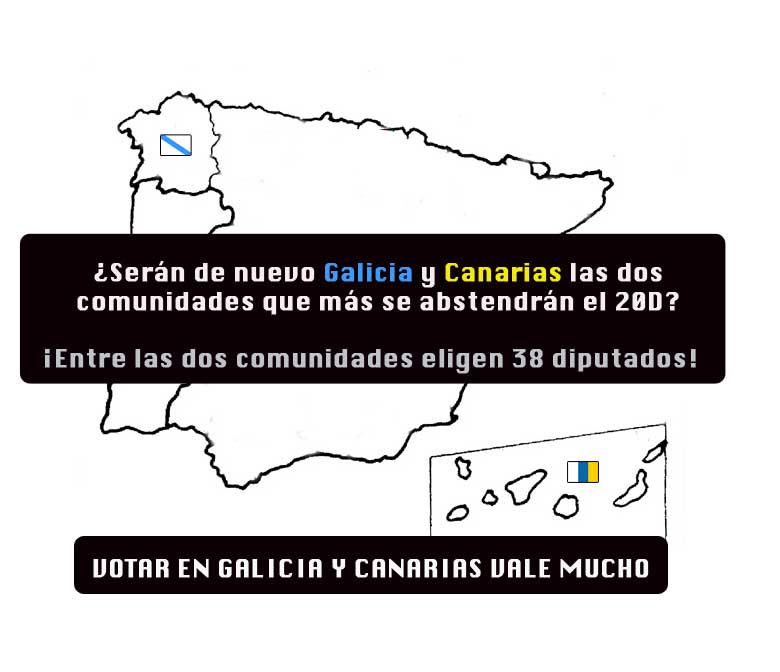 ¿Serán de nuevo Galicia y Canarias las dos
comunidades que más se abstendrán el 20D?
¡Entre las dos comunidades eligen 38 diputados!
VOTAR EN GALICIA Y CANARIAS VALE MUCHO